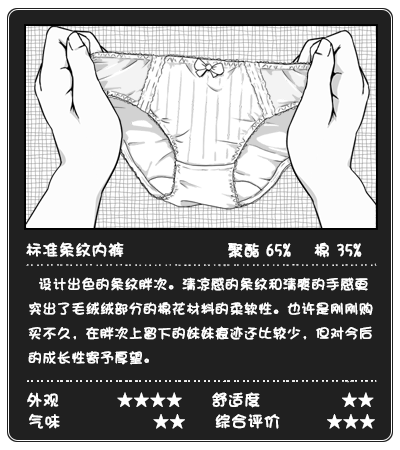 标准条纹内裤 聚酯 65% 棉 35%
设计出色的条纹胖次。清凉感的条纹和清爽的手感更
突出了毛绒绒部分的棉花材料的柔软性。也许是刚刚购
买不久，在胖次上留下的妹妹痕迹还比较少，但对今后
的成长性寄予厚望。
外观 ★★★★ 舒适度 ★★
气味 ★★ 综合评价 ★★★